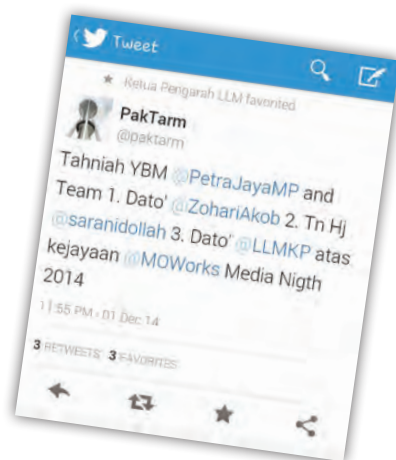 Tweet
Ketua Pengarah LLM favorited
PakTarm
@paktarm
Tahniah YBM @PetraJayaMP and
Team 1. Dato' @ZohariAkob 2. Tn Hj
@saranidollah 3. Dato' @LLMKP atas
kejayaan @MOWorks Media Nigth
2014
11:55 PM · 01 Dec 14
3 RETWEETS 3 FAVORITES